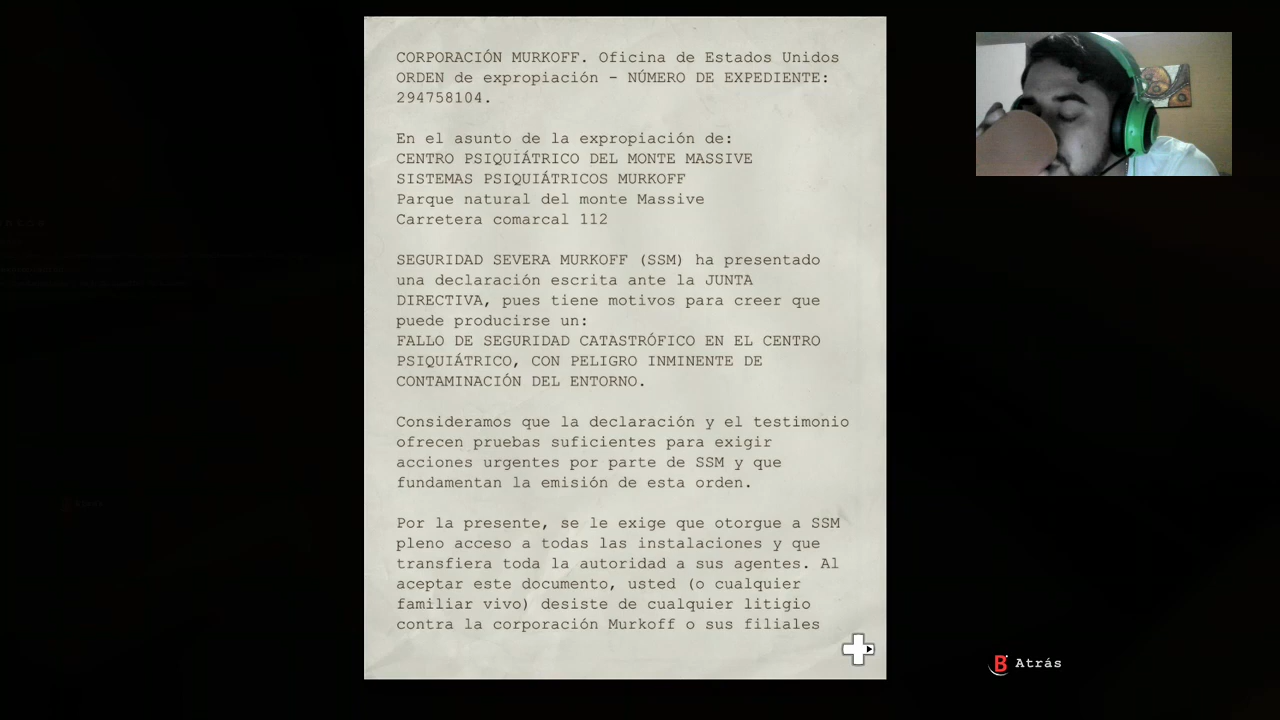 CORPORACIÓN MURKOFF. Oficina de Estados Unidos
ORDEN de expropiación - NÚMERO DE EXPEDIENTE:
294758104.
En el asunto de la expropiación de:
CENTRO PSIQUIÁTRICO DEL MONTE MASSIVE
SISTEMAS PSIQUIÁTRICOS MURKOFF
Parque natural del monte Massive
Carretera comarcal 112
SEGURIDAD SEVERA MURKOFF (SSM) ha presentado
una declaración escrita ante la JUNTA
DIRECTIVA, pues tiene motivos para creer que
puede producirse un:
FALLO DE SEGURIDAD CATASTRÓFICO EN EL CENTRO
PSIQUIÁTRICO, CON PELIGRO INMINENTE DE
CONTAMINACIÓN DEL ENTORNO.
Consideramos que la declaración y el testimonio
ofrecen pruebas suficientes para exigir
acciones urgentes por parte de SSM y que
fundamentan la emisión de esta orden.
Por la presente, se le exige que otorgue a SSM
pleno acceso a todas las instalaciones y que
transfiera toda la autoridad a sus agentes. Al
aceptar este documento, usted (o cualquier
familiar vivo) desiste de cualquier litigio
contra la corporación Murkoff o sus filiales
B Atrás